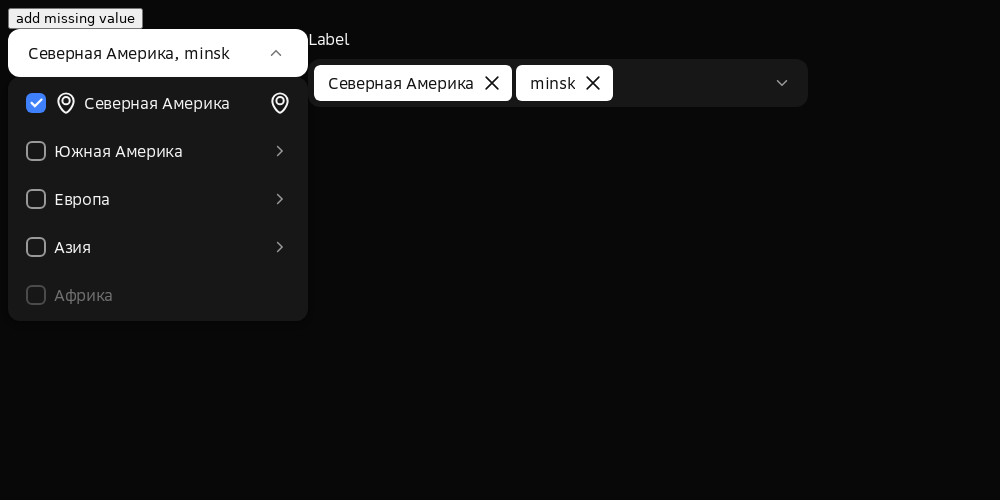 add missing value
Северная Америка, minsk
Северная Америка
Южная Америка
Европа
Азия
Африка
Label
Северная Америка
minsk